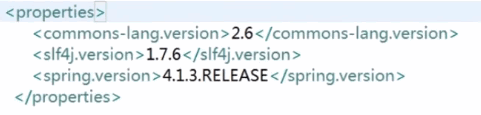 <properties>
<commons-lang.version>2.6</commons-lang.version>
<slf4j.version>1.7.6</slf4j.version>
<spring.version>4.1.3.RELEASE</spring.version>
</properties>